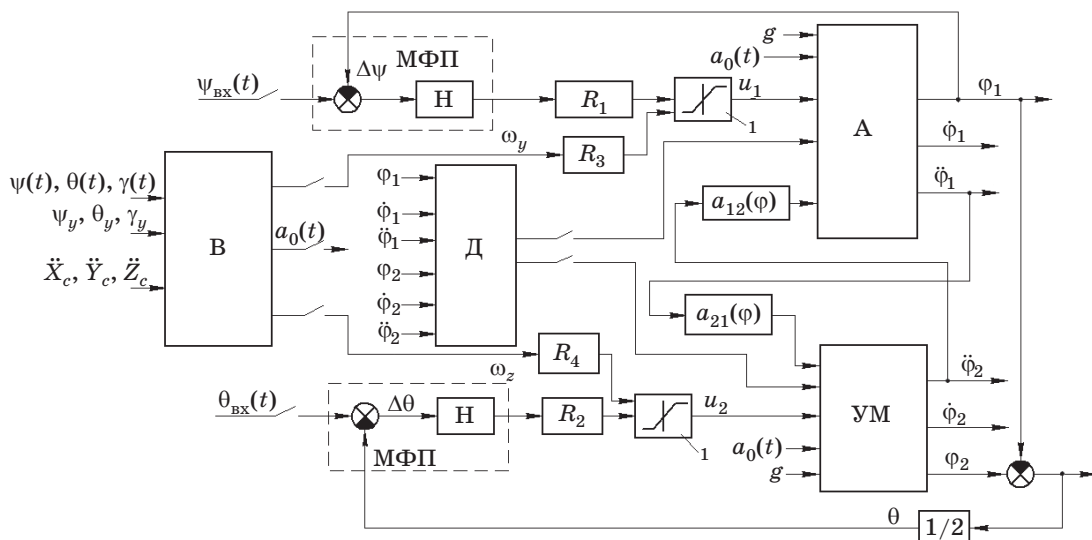 МФП
Δψ
ψвх(t)
Н
R₁
u₁
1
g
a₀(t)
А
φ₁
φ̇₁
φ̈₁
ωy
R₃
ψ(t), θ(t), γ(t)
ψy, θy, γy
Ẍc, Ÿc, Z̈c
В
a₀(t)
φ₁
φ̇₁
φ̈₁
φ₂
φ̇₂
φ̈₂
Д
a₁₂(φ)
a₂₁(φ)
R₄
ωz
θвх(t)
Δθ
Н
R₂
u₂
1
МФП
a₀(t)
g
УМ
φ̈₂
φ̇₂
φ₂
θ
1/2